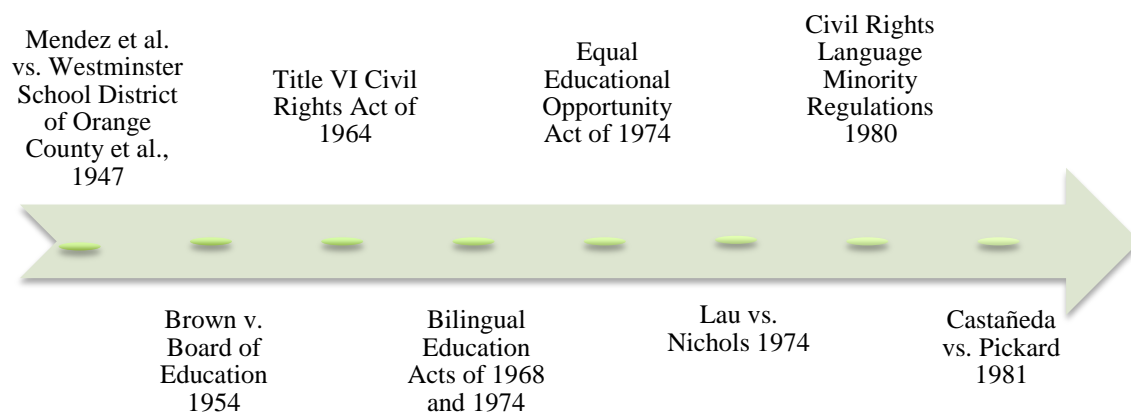 Mendez et al.
vs. Westminster
School District
of Orange
County et al.,
1947
Brown v.
Board of
Education
1954
Title VI Civil
Rights Act of
1964
Bilingual
Education
Acts of 1968
and 1974
Equal
Educational
Opportunity
Act of 1974
Lau vs.
Nichols 1974
Civil Rights
Language
Minority
Regulations
1980
Castañeda
vs. Pickard
1981